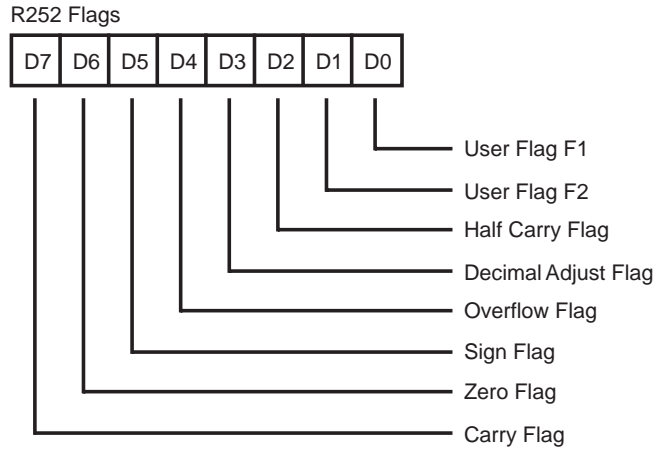 R252 Flags
D7 D6 D5 D4 D3 D2 D1 D0
User Flag F1
User Flag F2
Half Carry Flag
Decimal Adjust Flag
Overflow Flag
Sign Flag
Zero Flag
Carry Flag